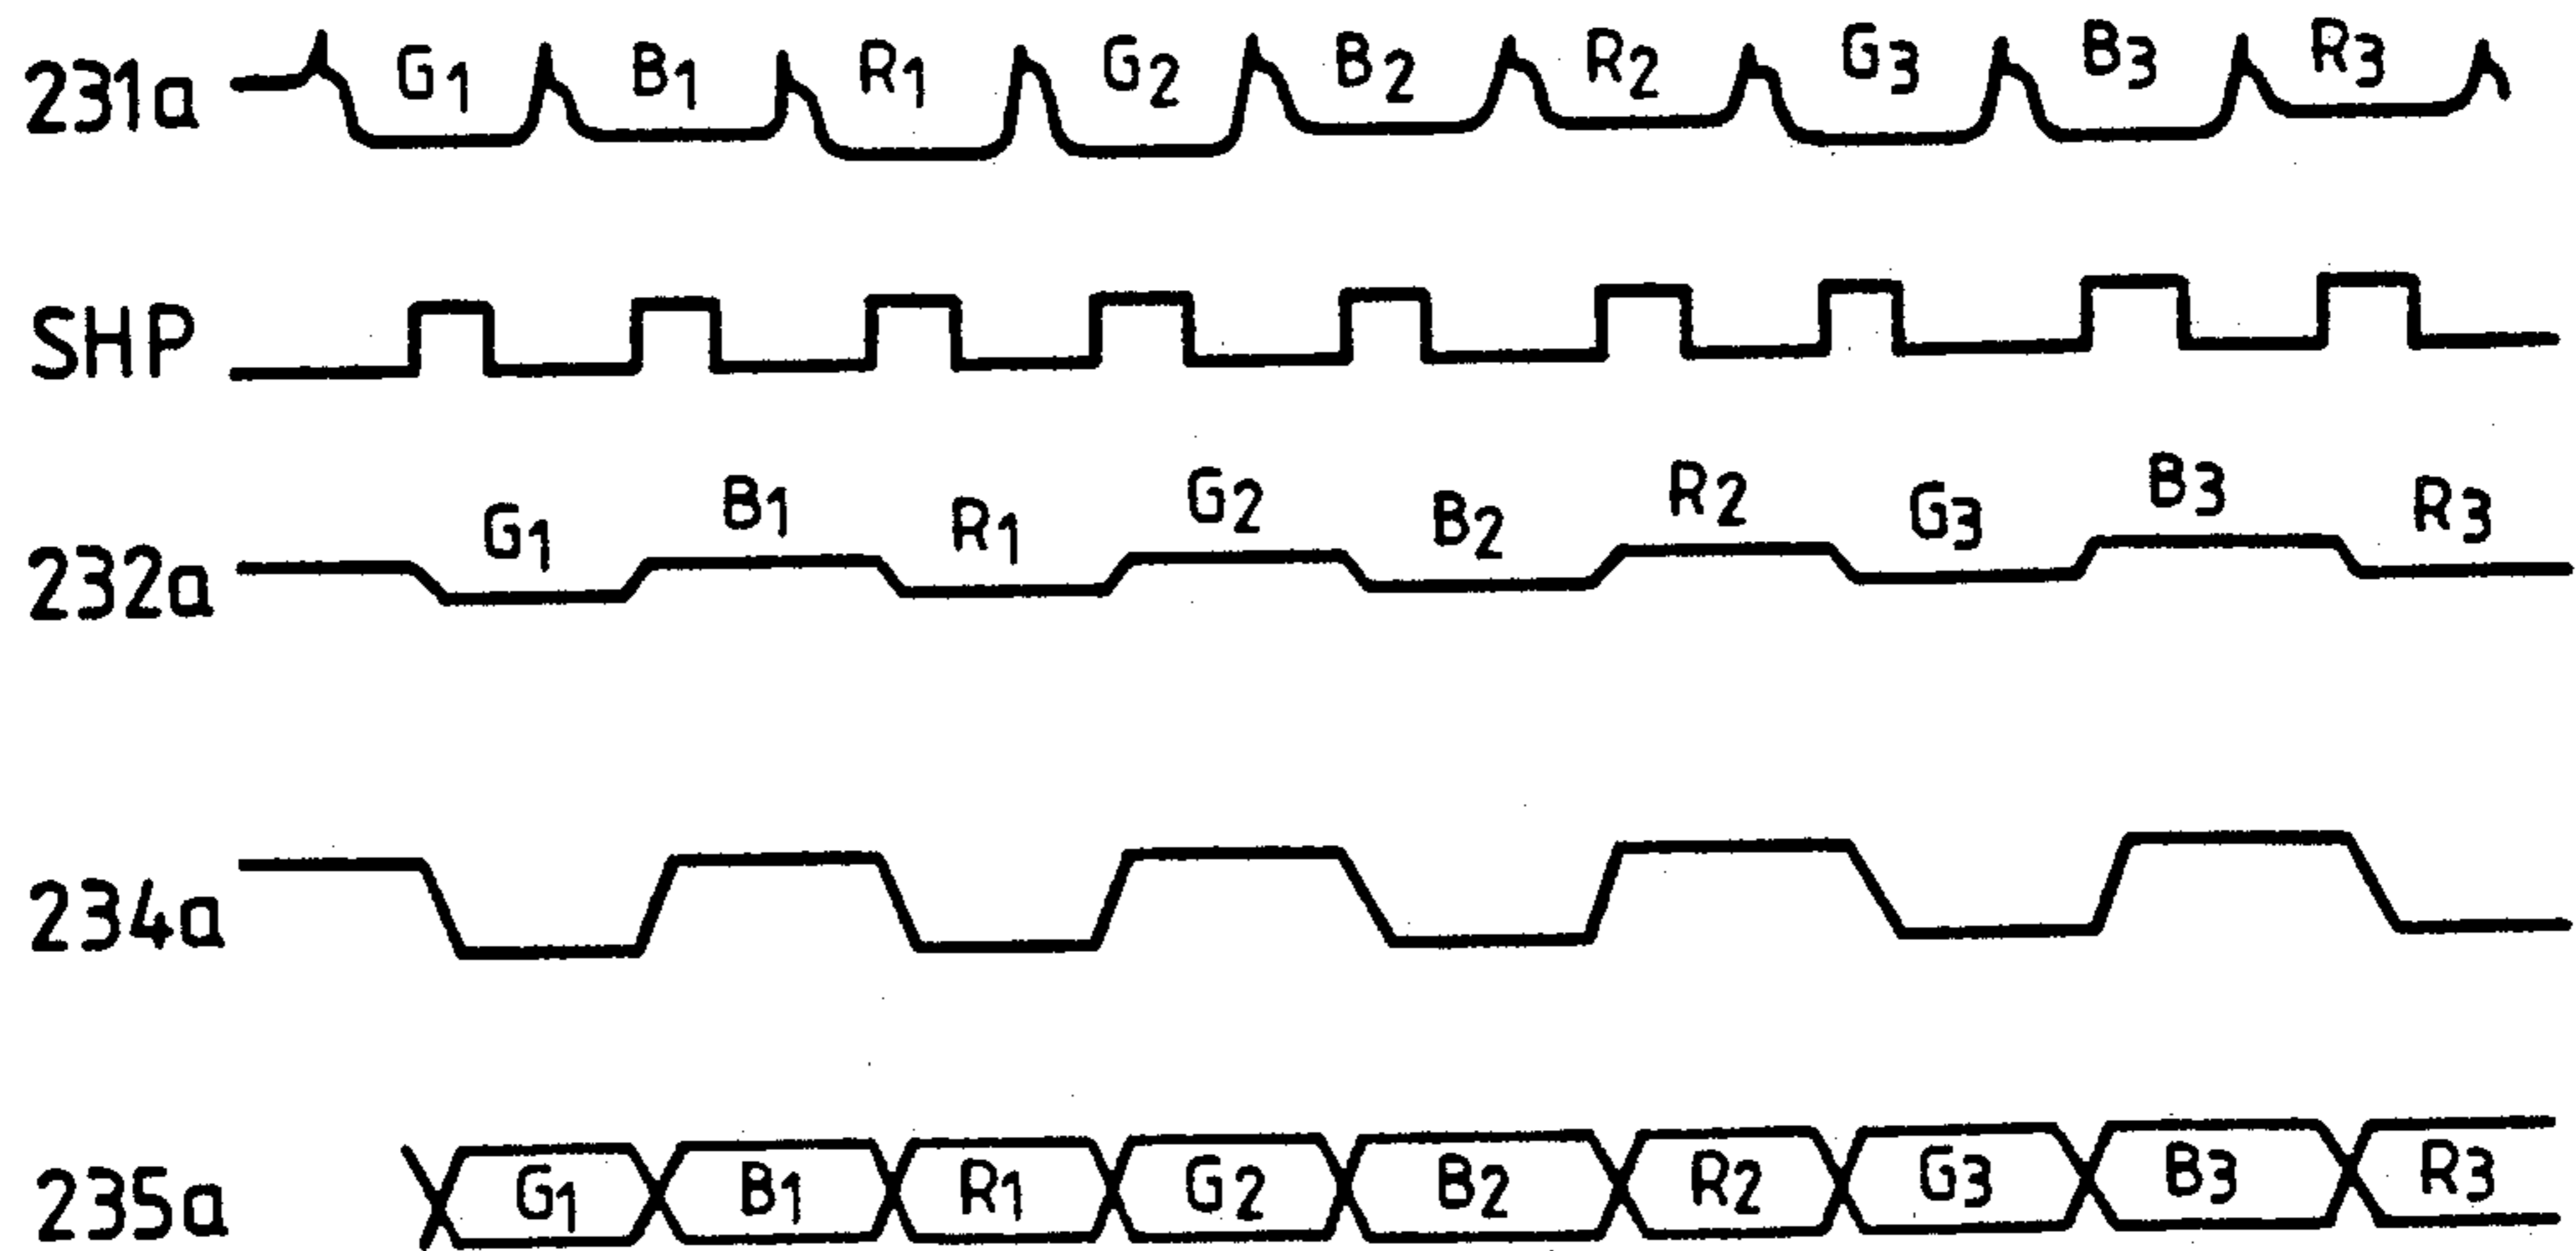 231a G1 B1 R1 G2 B2 R2 G3 B3 R3
SHP
232a G1 B1 R1 G2 B2 R2 G3 B3 R3
234a
235a G1 B1 R1 G2 B2 R2 G3 B3 R3